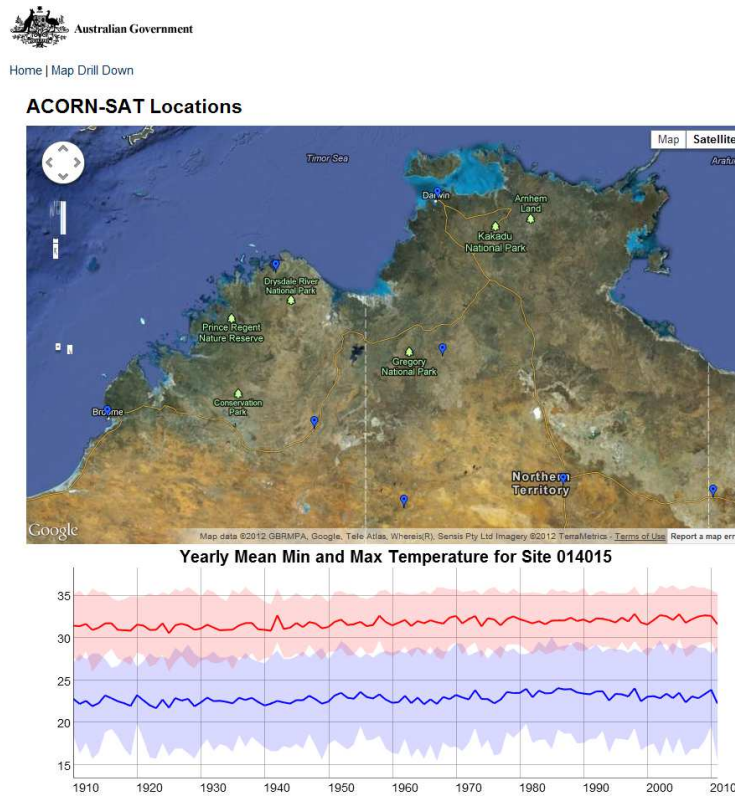 Australian Government
Home | Map Drill Down
ACORN-SAT Locations
Map
Satellite
Timor Sea
Arafur
Darwin
Arnhem
Land
Kakadu
National Park
Drysdale River
National Park
Prince Regent
Nature Reserve
Gregory
National Park
Conservation
Park
Broome
Northern
Territory
Google
Map data ©2012 GBRMPA, Google, Tele Atlas, Whereis(R), Sensis Pty Ltd Imagery ©2012 TerraMetrics - Terms of Use
Report a map err
Yearly Mean Min and Max Temperature for Site 014015
35
30
25
20
15
1910 1920 1930 1940 1950 1960 1970 1980 1990 2000 2010